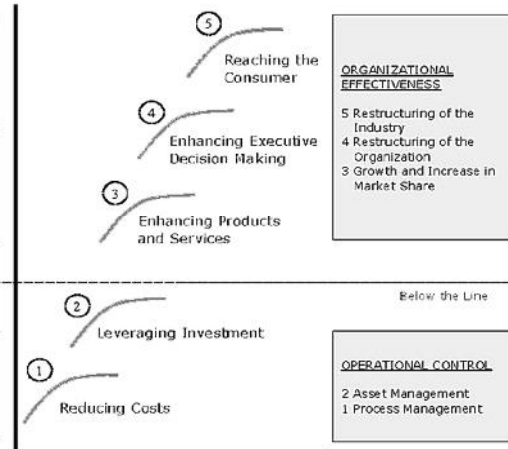 5
Reaching the
Consumer
4
Enhancing Executive
Decision Making
3
Enhancing Products
and Services
ORGANIZATIONAL
EFFECTIVENESS
5 Restructuring of the
Industry
4 Restructuring of the
Organization
3 Growth and Increase in
Market Share
Below the Line
2
Leveraging Investment
1
Reducing Costs
OPERATIONAL CONTROL
2 Asset Management
1 Process Management